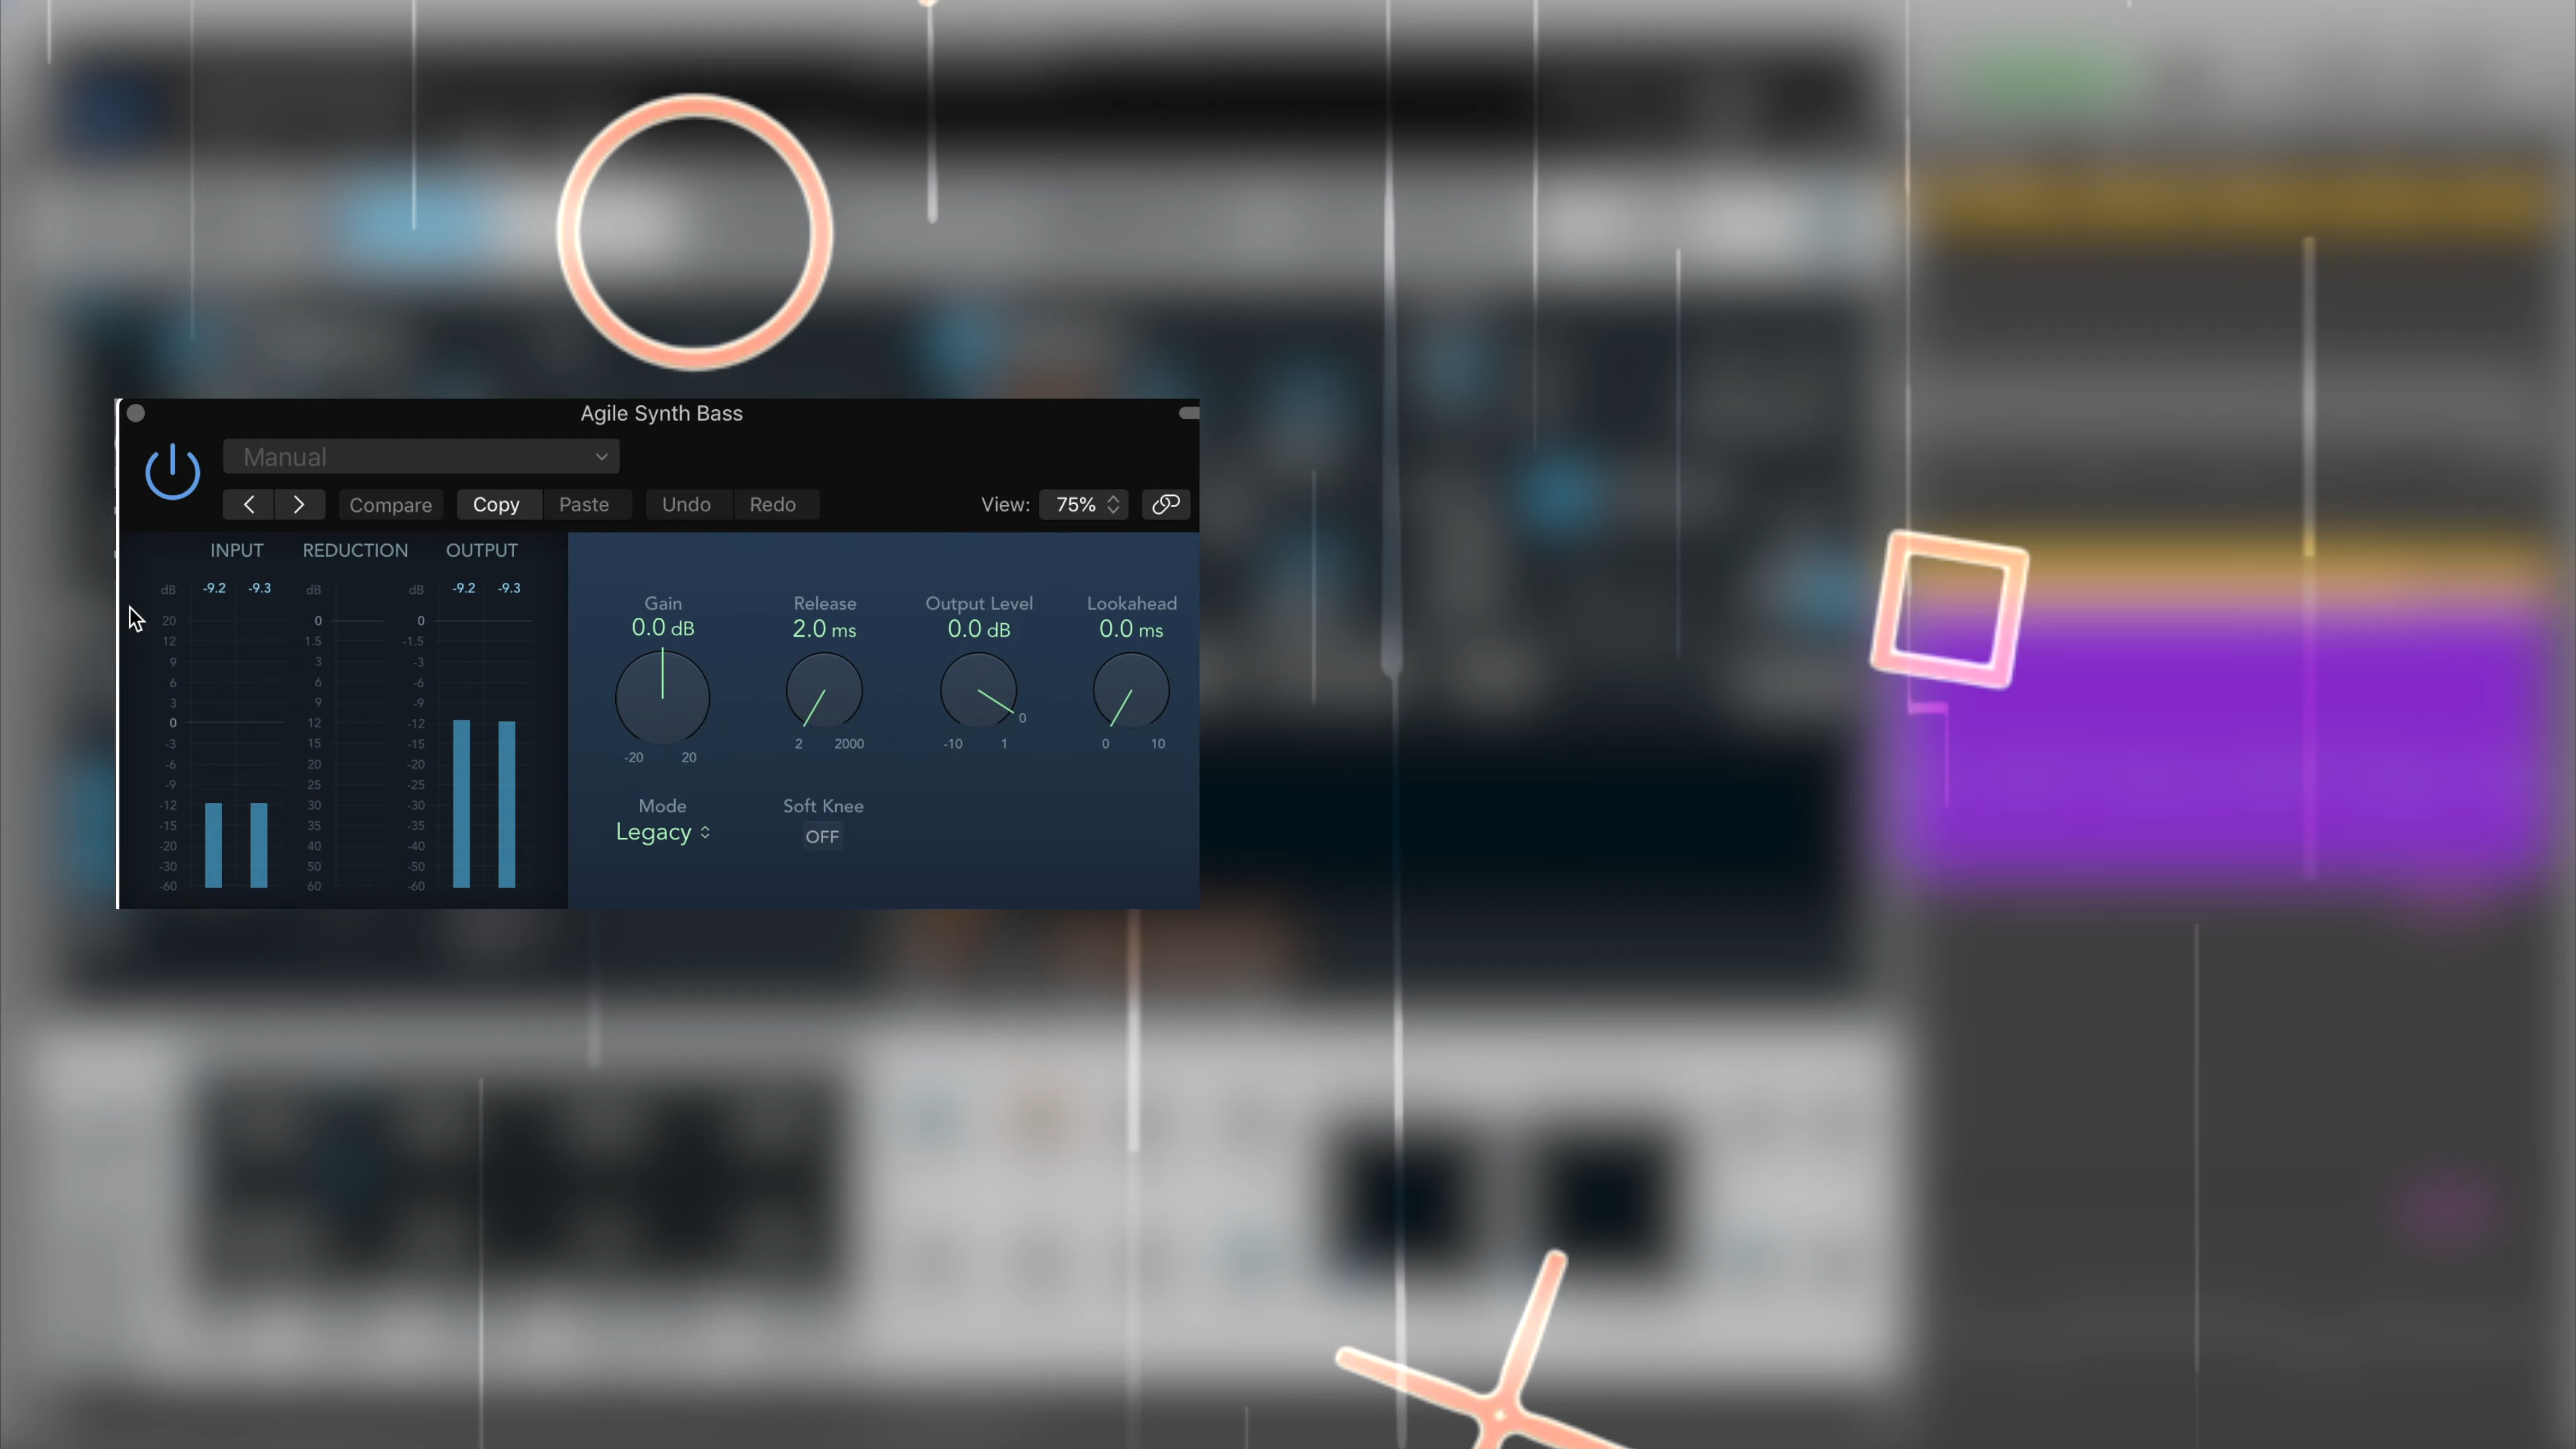 Agile Synth Bass
Manual
Compare Copy Paste Undo Redo View: 75%
INPUT REDUCTION OUTPUT
dB -9.2 -9.3 dB dB -9.2 -9.3
20 0 0
12 1.5 -1.5
9 3 -3
6 6 -6
3 9 -9
0 12 -12
-3 15 -15
-6 20 -20
-9 25 -25
-12 30 -30
-15 35 -35
-20 40 -40
-30 50 -50
-60 60 -60
Gain Release Output Level Lookahead
0.0 dB 2.0 ms 0.0 dB 0.0 ms
0
2 2000 -10 1 0 10
-20 20
Mode Soft Knee
Legacy OFF